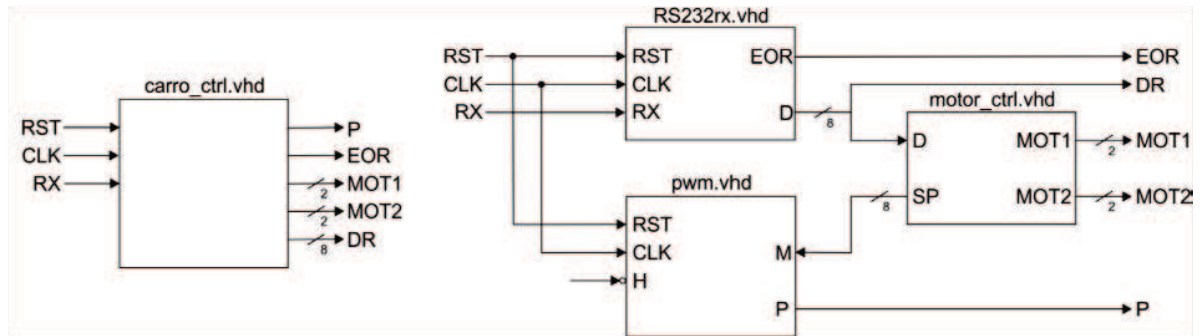 carro_ctrl.vhd
RST
CLK
RX
P
EOR
2
MOT1
2
MOT2
8
DR
RS232rx.vhd
RST
CLK
RX
RST
CLK
RX
EOR
D
8
EOR
DR
motor_ctrl.vhd
D
SP
8
MOT1
MOT2
2
MOT1
2
MOT2
pwm.vhd
RST
CLK
H
M
P
P